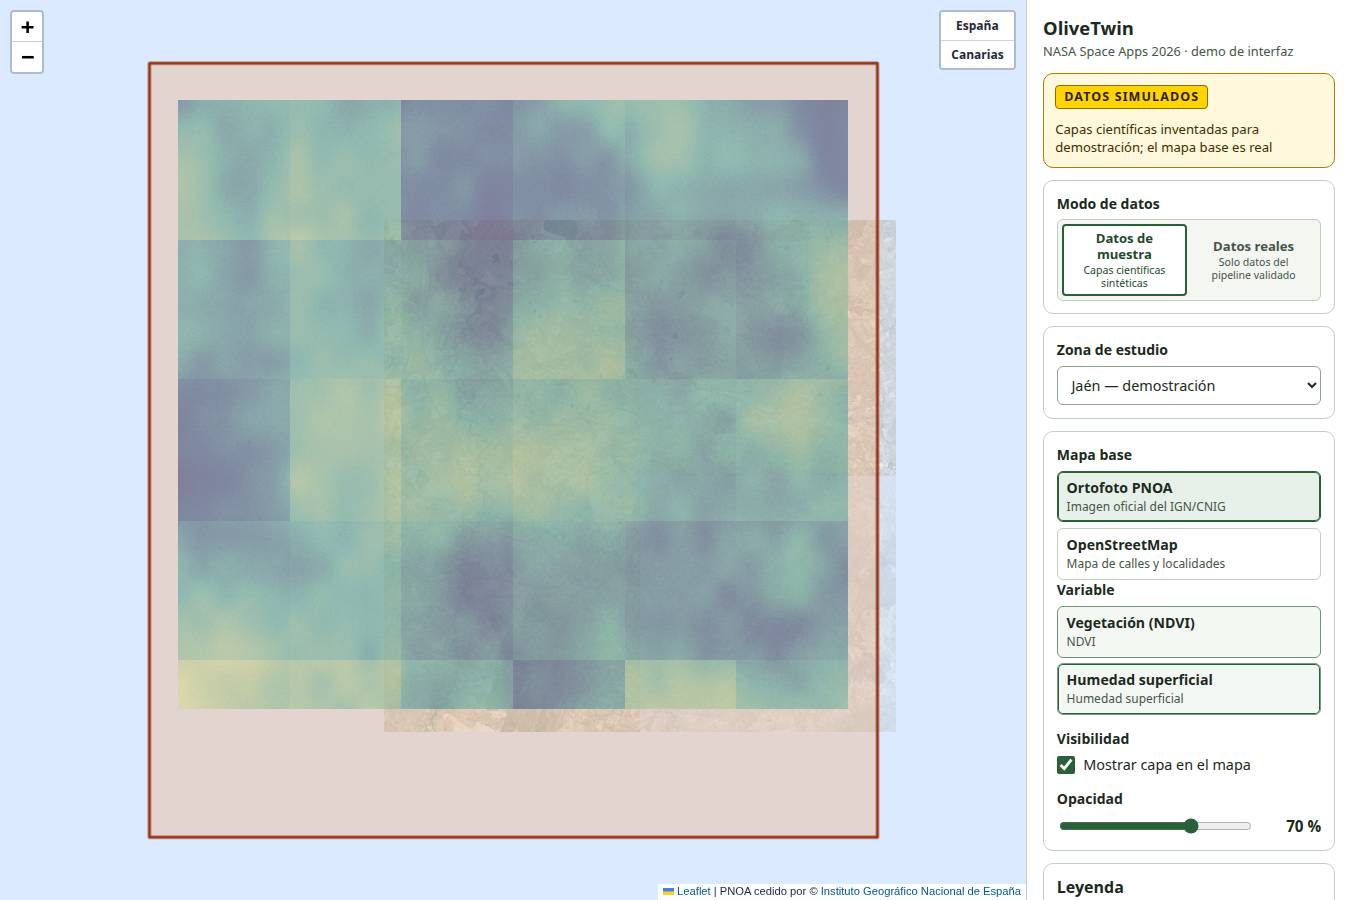 +
−
España
Canarias
Leaflet | PNOA cedido por © Instituto Geográfico Nacional de España
OliveTwin
NASA Space Apps 2026 · demo de interfaz
DATOS SIMULADOS
Capas científicas inventadas para
demostración; el mapa base es real
Modo de datos
Datos de
muestra
Capas científicas
sintéticas
Datos reales
Solo datos del
pipeline validado
Zona de estudio
Jaén — demostración
Mapa base
Ortofoto PNOA
Imagen oficial del IGN/CNIG
OpenStreetMap
Mapa de calles y localidades
Variable
Vegetación (NDVI)
NDVI
Humedad superficial
Humedad superficial
Visibilidad
Mostrar capa en el mapa
Opacidad
70 %
Leyenda